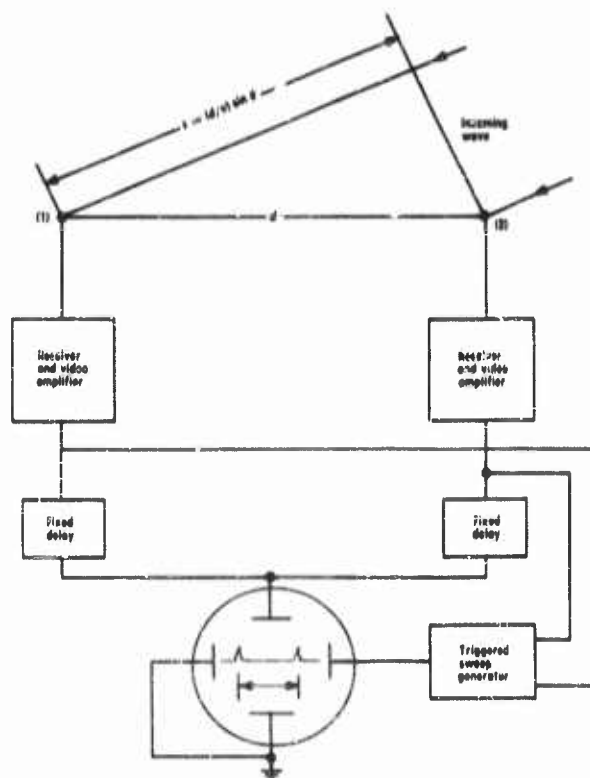 (d/v) sin
Incoming
wave
(1)
d
(2)
Receiver
and video
amplifier
Receiver
and video
amplifier
Fixed
delay
Fixed
delay
Triggered
sweep
generator